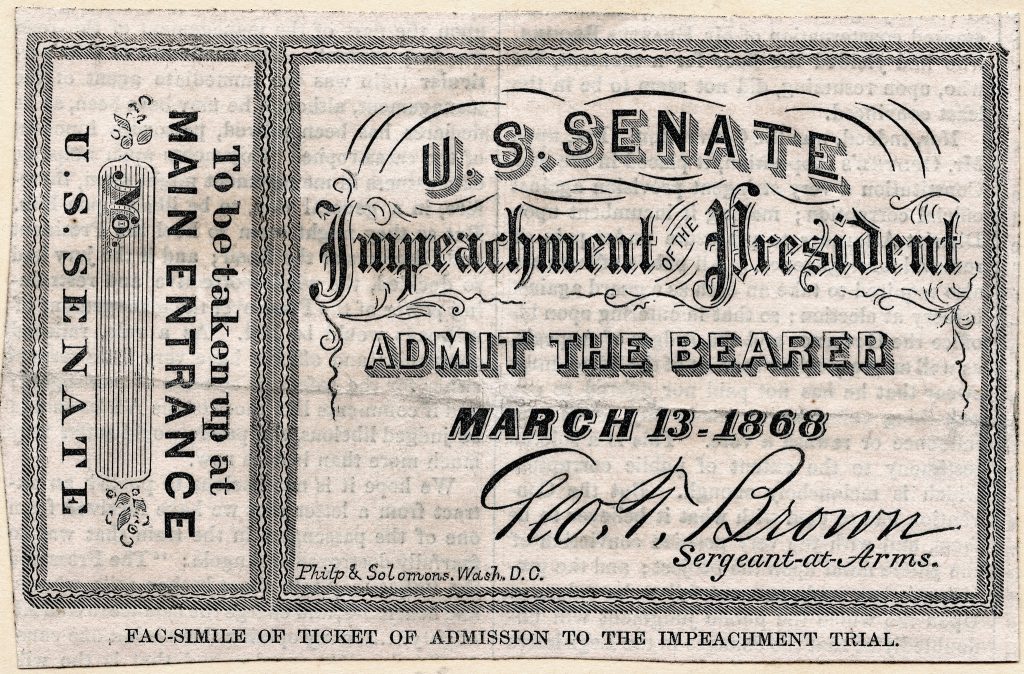 To be taken up at
MAIN ENTRANCE
No.
U.S. SENATE
U.S. SENATE
Impeachment OF THE President
ADMIT THE BEARER
MARCH 13-1868
Geo. T. Brown
Sergeant-at-Arms.
Philp & Solomons. Wash. D.C.
FAC-SIMILE OF TICKET OF ADMISSION TO THE IMPEACHMENT TRIAL.